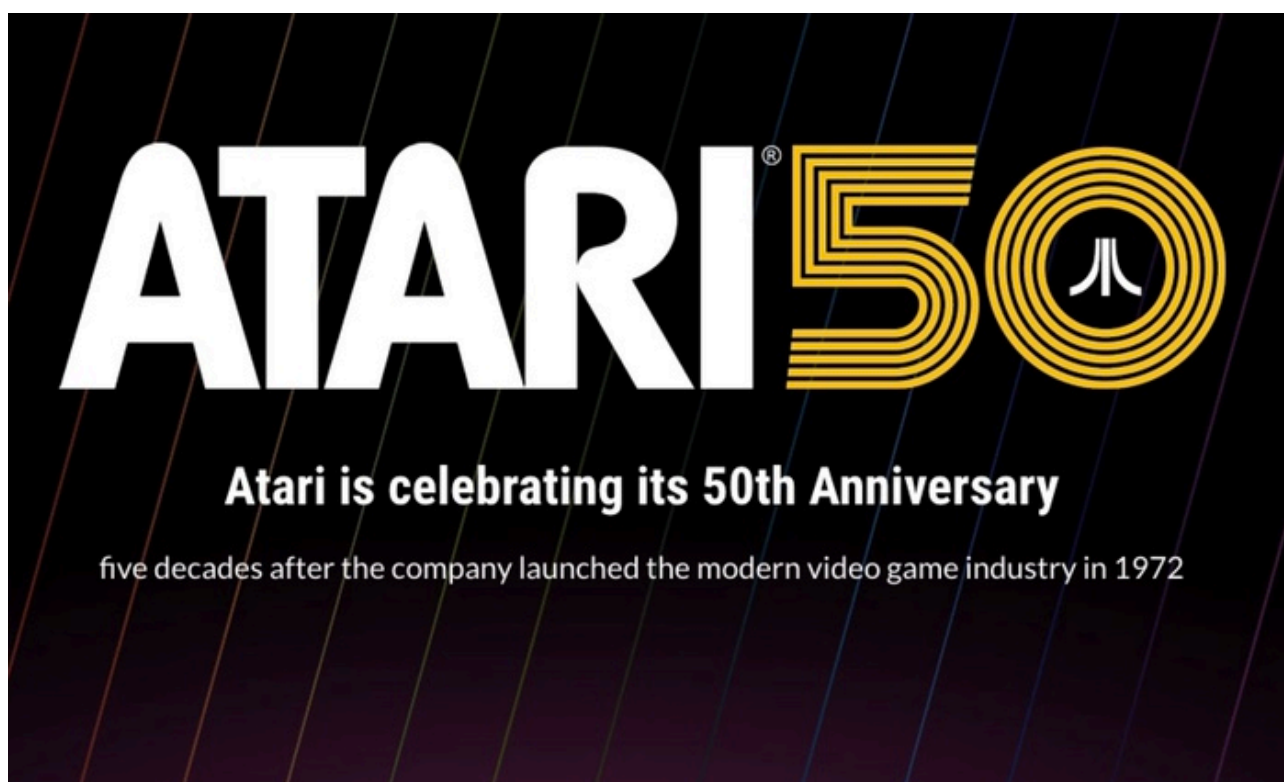 ATARI® 50
Atari is celebrating its 50th Anniversary
five decades after the company launched the modern video game industry in 1972